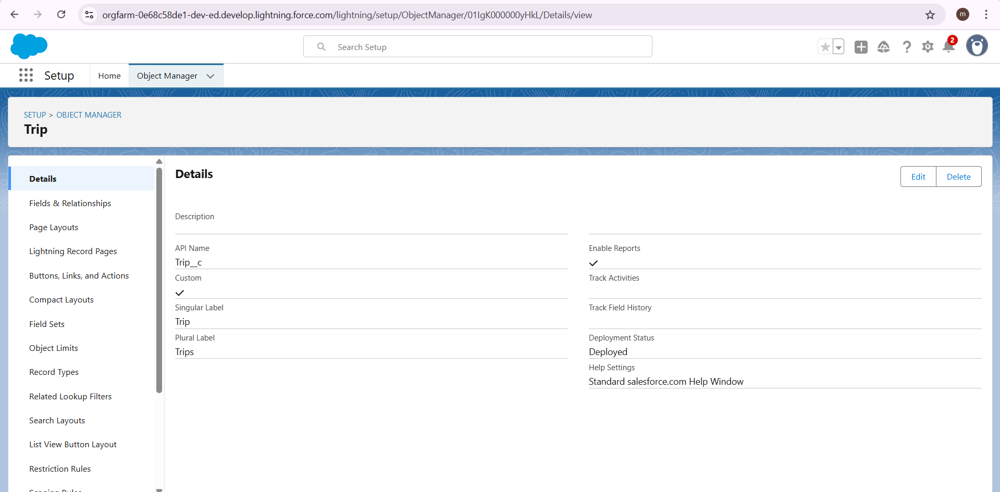 orgfarm-0e68c58de1-dev-ed.develop.lightning.force.com/lightning/setup/ObjectManager/01IgK000000yHkL/Details/view
m
Search Setup
2
Setup
Home
Object Manager
SETUP > OBJECT MANAGER
Trip
Details
Fields & Relationships
Page Layouts
Lightning Record Pages
Buttons, Links, and Actions
Compact Layouts
Field Sets
Object Limits
Record Types
Related Lookup Filters
Search Layouts
List View Button Layout
Restriction Rules
Scoping Rules
Details
Edit
Delete
Description
API Name
Trip__c
Custom
Singular Label
Trip
Plural Label
Trips
Enable Reports
Track Activities
Track Field History
Deployment Status
Deployed
Help Settings
Standard salesforce.com Help Window